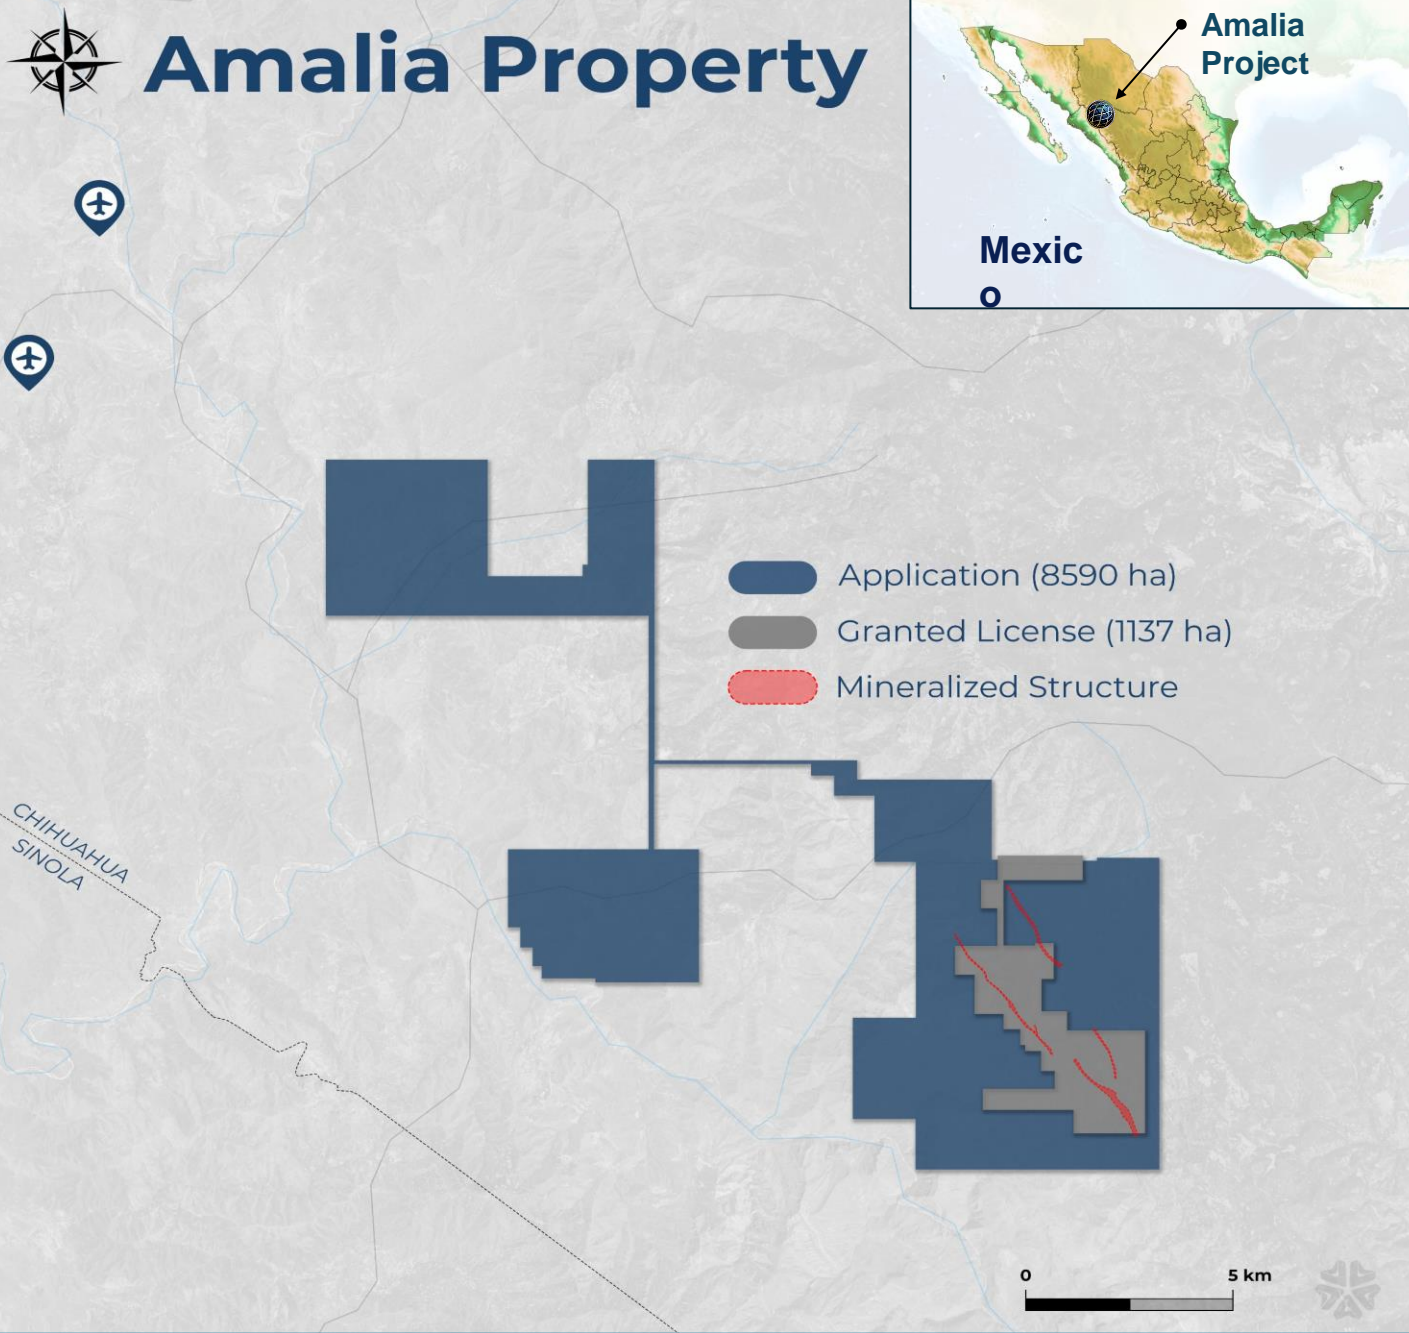 Amalia Property
Amalia
Project
Mexic
o
Application (8590 ha)
Granted License (1137 ha)
Mineralized Structure
CHIHUAHUA
SINOLA
0
5 km